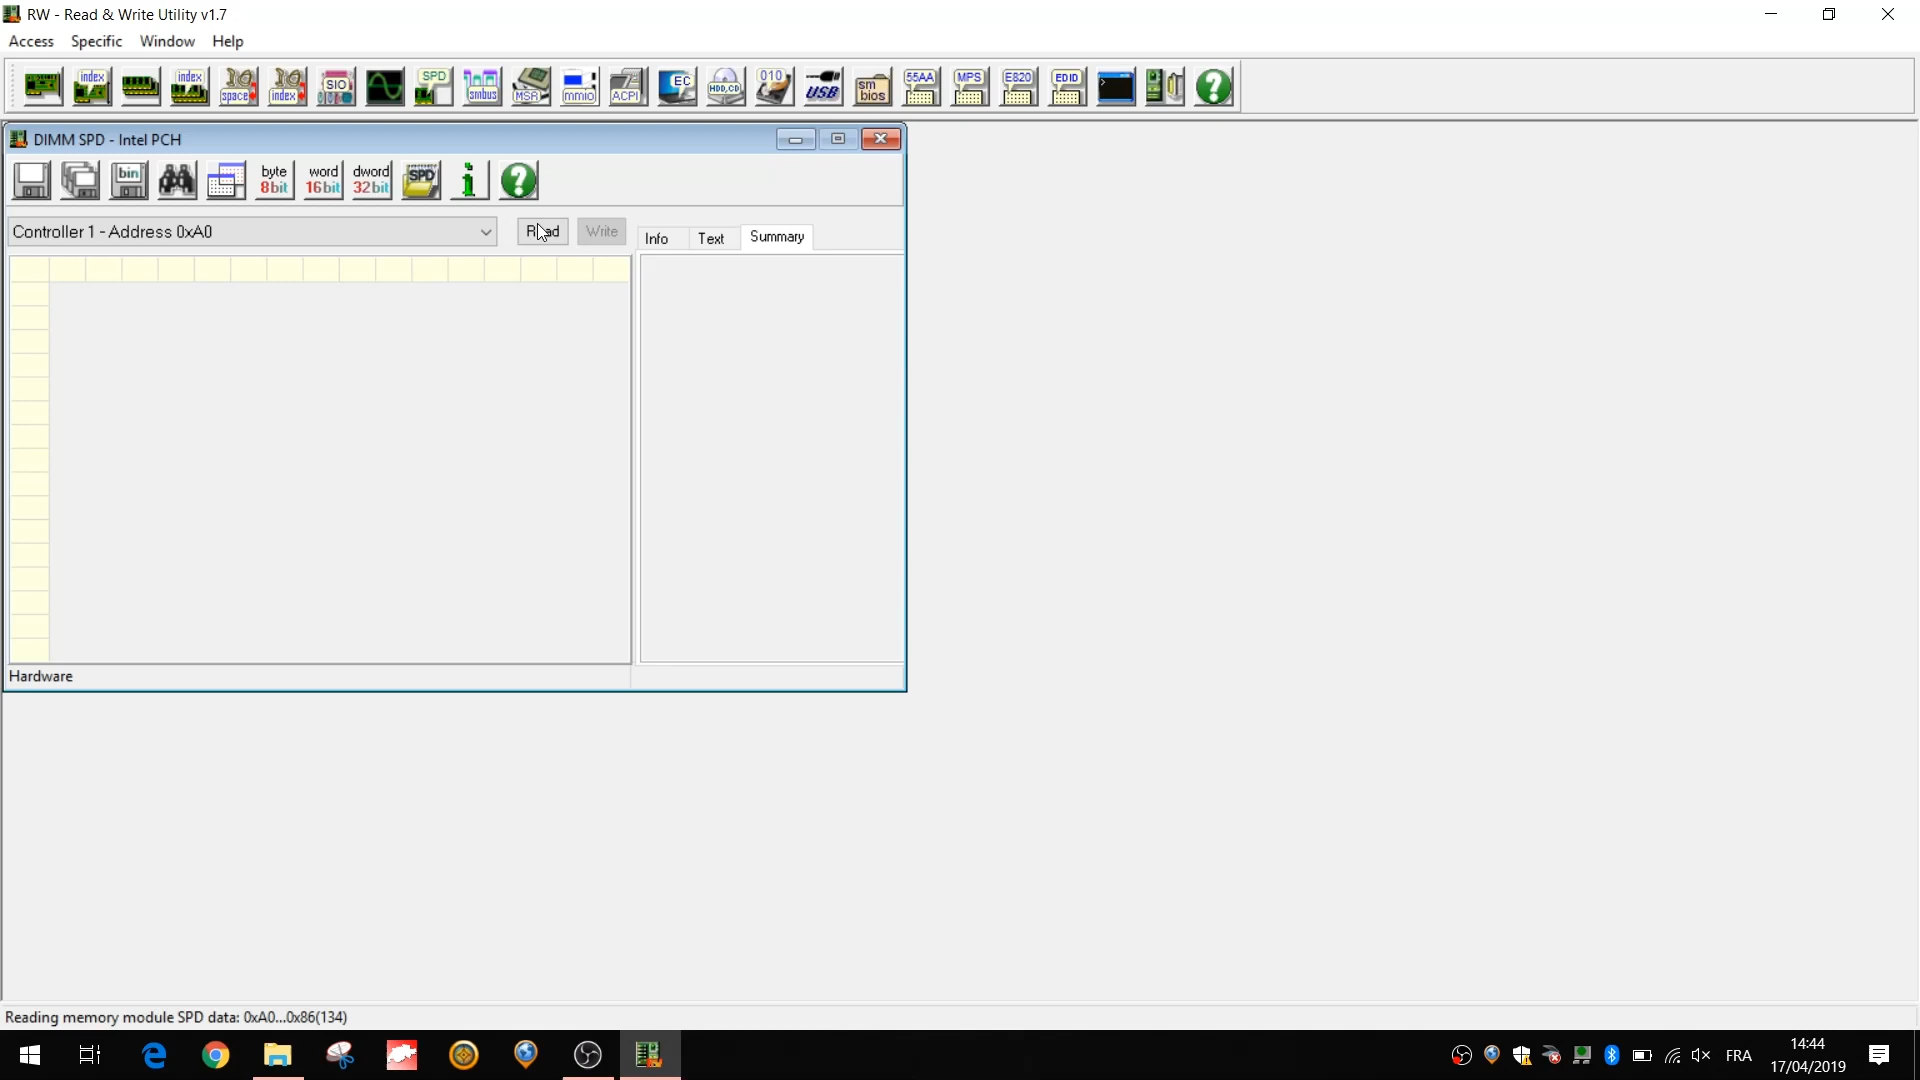 RW - Read & Write Utility v1.7
Access Specific Window Help
index index space index SIO SPD smbus MSR mmio ACPI EC HDD,CD 010 USB sm bios 55AA MPS E820 EDID
DIMM SPD - Intel PCH
bin byte 8bit word 16bit dword 32bit SPD
Controller 1 - Address 0xA0
Read Write Info Text Summary
Hardware
Reading memory module SPD data: 0xA0...0x86(134)
FRA
14:44
17/04/2019